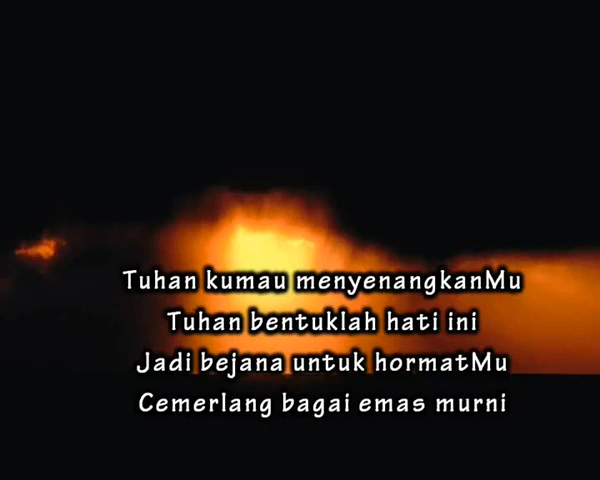 Tuhan kumau menyenangkanMu
Tuhan bentuklah hati ini
Jadi bejana untuk hormatMu
Cemerlang bagai emas murni